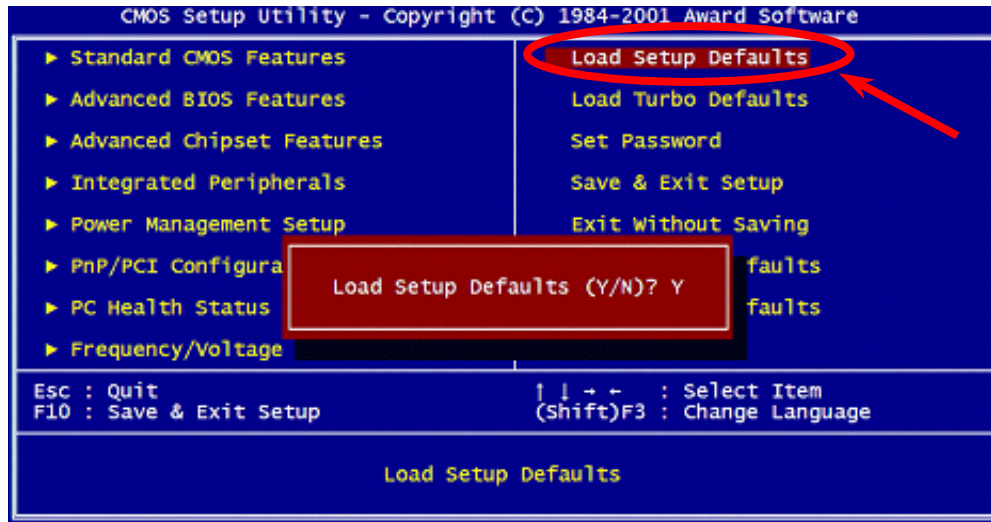 CMOS Setup Utility - Copyright (C) 1984-2001 Award Software
► Standard CMOS Features
► Advanced BIOS Features
► Advanced Chipset Features
► Integrated Peripherals
► Power Management Setup
► PnP/PCI Configura
► PC Health Status
► Frequency/Voltage
Load Setup Defaults
Load Turbo Defaults
Set Password
Save & Exit Setup
Exit Without Saving
faults
faults
Load Setup Defaults (Y/N)? Y
Esc : Quit
F10 : Save & Exit Setup
↑ ↓ → ← : Select Item
(Shift)F3 : Change Language
Load Setup Defaults